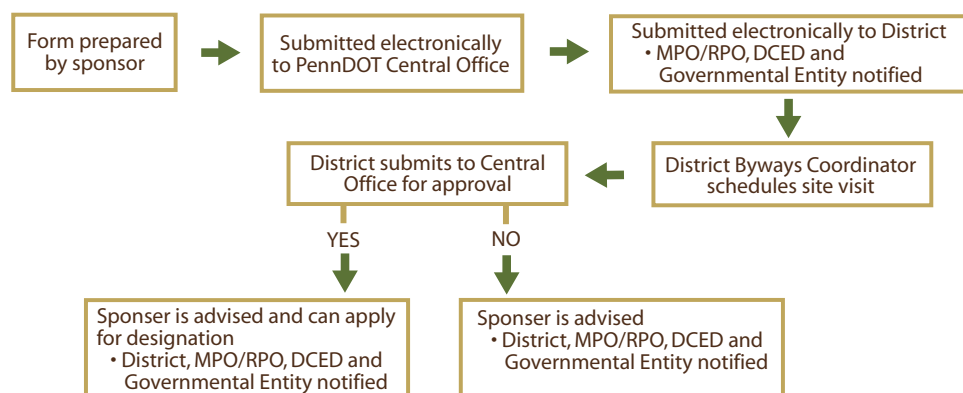 Form prepared
by sponsor
Submitted electronically
to PennDOT Central Office
Submitted electronically to District
• MPO/RPO, DCED and
Governmental Entity notified
District Byways Coordinator
schedules site visit
District submits to Central
Office for approval
YES
NO
Sponser is advised and can apply
for designation
• District, MPO/RPO, DCED and
Governmental Entity notified
Sponser is advised
• District, MPO/RPO, DCED and
Governmental Entity notified